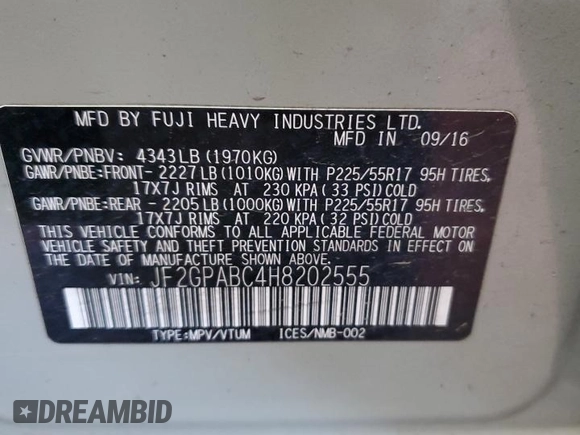 MFD BY FUJI HEAVY INDUSTRIES LTD.
MFD IN 09/16
GVWR/PNBV: 4343LB(1970KG)
GAWR/PNBE:FRONT- 2227LB(1010KG)WITH P225/55R17 95H TIRES,
17X7J RIMS AT 230 KPA(33 PSI)COLD
GAWR/PNBE:REAR - 2205LB(1000KG)WITH P225/55R17 95H TIRES,
17X7J RIMS AT 220 KPA(32 PSI)COLD
THIS VEHICLE CONFORMS TO ALL APPLICABLE FEDERAL MOTOR
VEHICLE SAFETY AND THEFT PREVENTION STANDARDS IN EFFECT
ON THE DATE OF MANUFACTURE SHOWN ABOVE.
VIN: JF2GPABC4H8202555
TYPE:MPV/VTUM ICES/NMB-002
DREAMBID